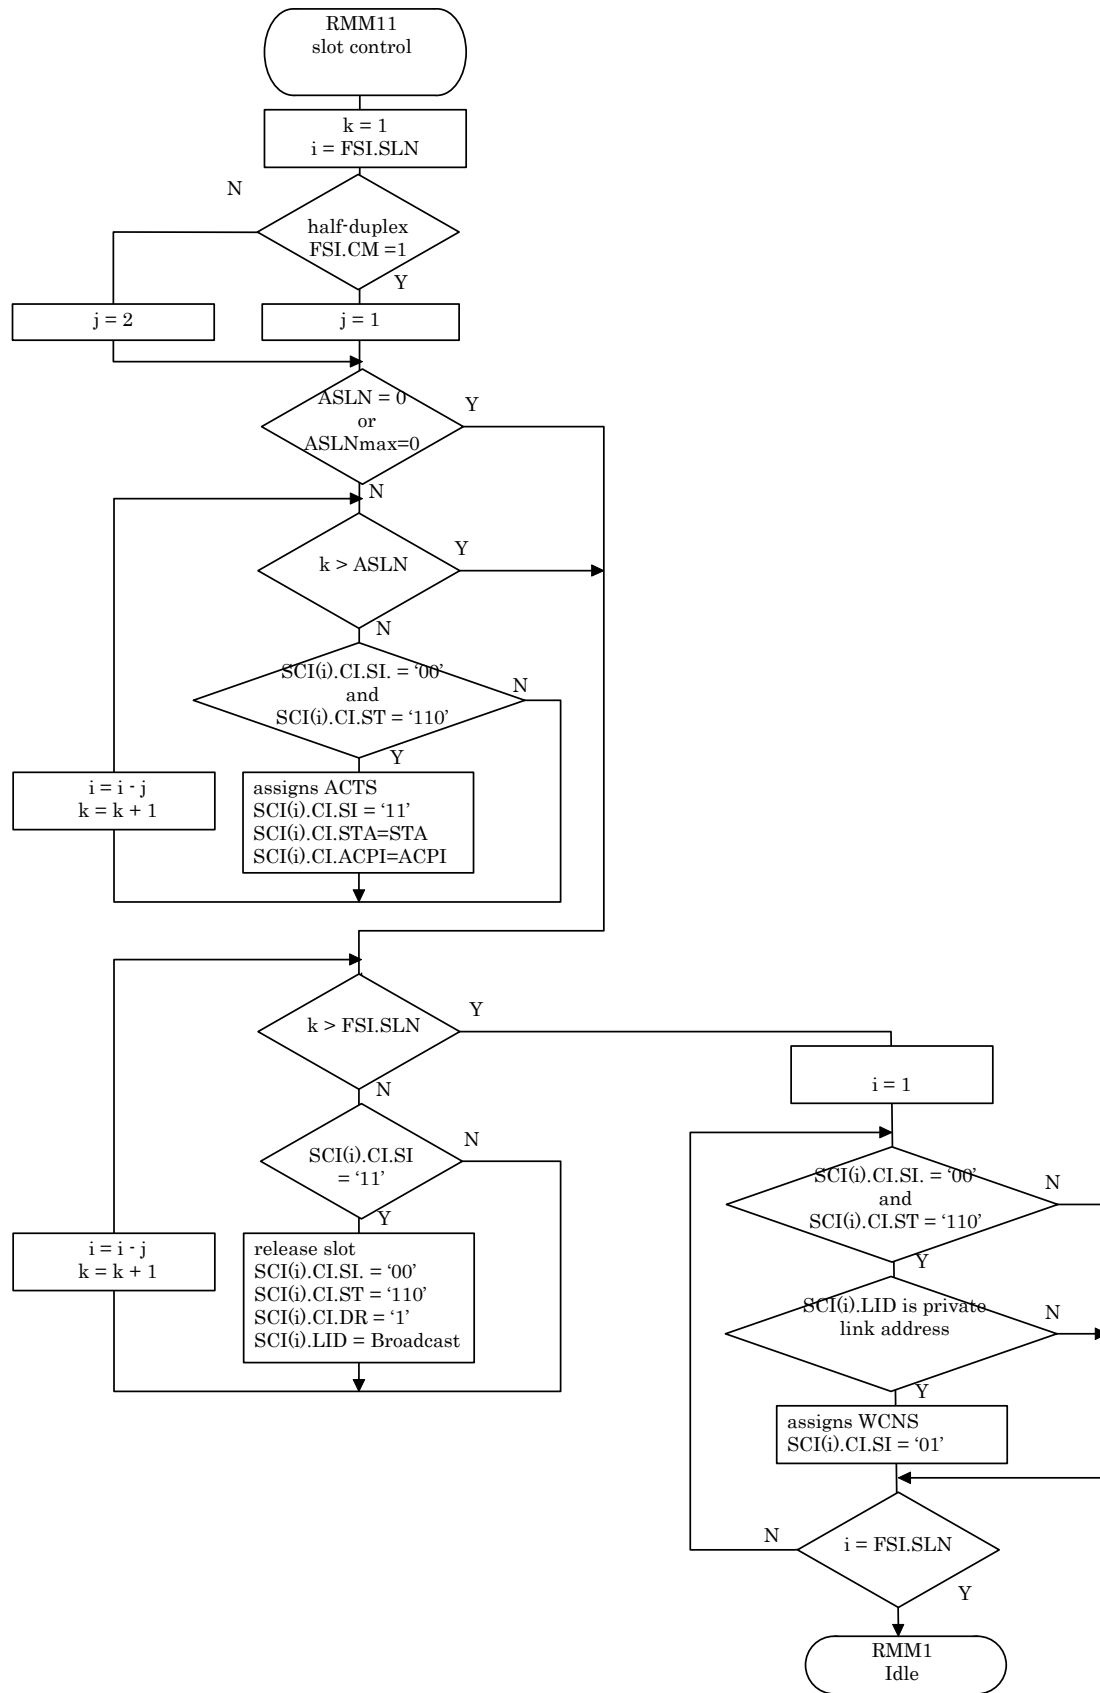 RMM11
slot control
k = 1
i = FSI.SLN
N
half-duplex
FSI.CM =1
Y
j = 2
j = 1
ASLN = 0
or
ASLNmax=0
Y
N
k > ASLN
Y
N
SCI(i).CI.SI. = ‘00’
and
SCI(i).CI.ST = ‘110’
N
Y
i = i - j
k = k + 1
assigns ACTS
SCI(i).CI.SI = ‘11’
SCI(i).CI.STA=STA
SCI(i).CI.ACPI=ACPI
k > FSI.SLN
Y
N
SCI(i).CI.SI
= ‘11’
N
Y
i = i - j
k = k + 1
release slot
SCI(i).CI.SI. = ‘00’
SCI(i).CI.ST = ‘110’
SCI(i).CI.DR = ‘1’
SCI(i).LID = Broadcast
i = 1
SCI(i).CI.SI. = ‘00’
and
SCI(i).CI.ST = ‘110’
N
Y
SCI(i).LID is private
link address
N
Y
assigns WCNS
SCI(i).CI.SI = ‘01’
i = FSI.SLN
N
Y
RMM1
Idle